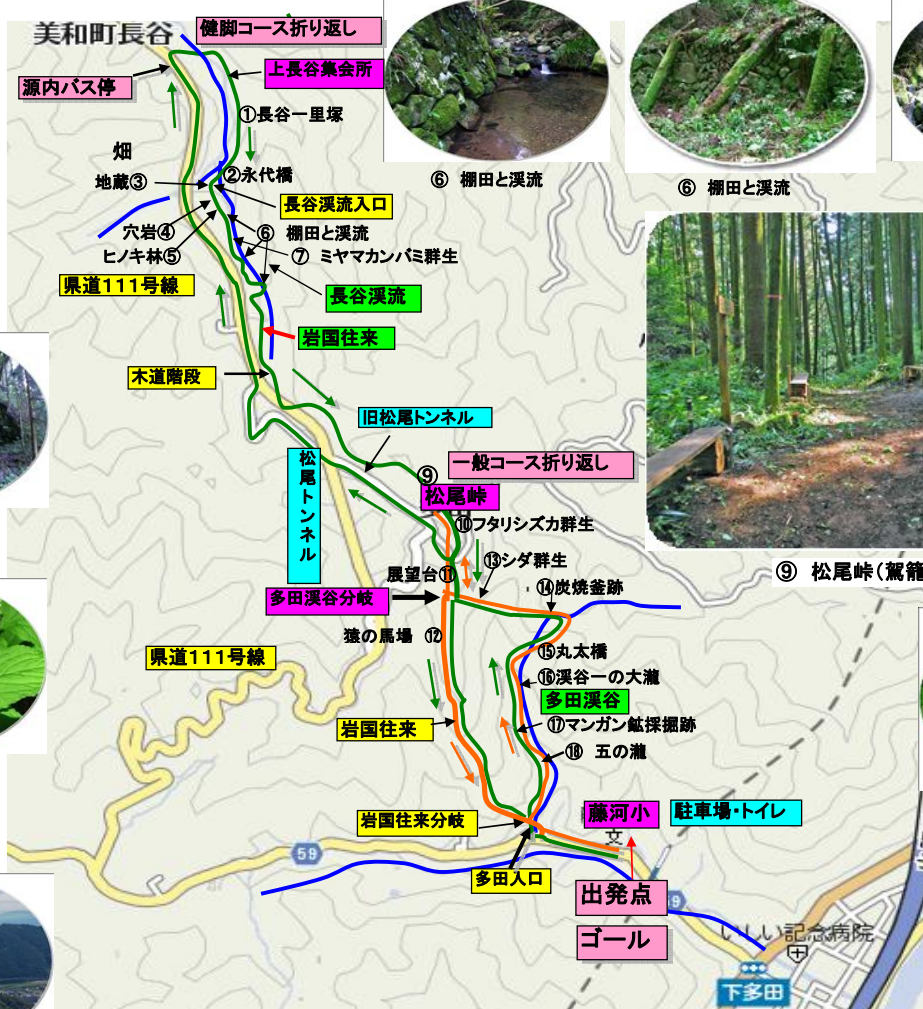 美和町長谷
健脚コース折り返し
上長谷集会所
源内バス停
①長谷一里塚
畑
②永代橋
地蔵③
長谷渓流入口
穴岩④
⑥ 棚田と渓流
ヒノキ林⑤
⑦ ミヤマカンバミ群生
県道111号線
長谷渓流
岩国往来
木道階段
⑥ 棚田と渓流
⑥ 棚田と渓流
旧松尾トンネル
一般コース折り返し
⑨
松尾峠
松尾トンネル
⑩フタリシズカ群生
⑬シダ群生
展望台⑪
⑭炭焼釜跡
⑨ 松尾峠(駕籠
多田渓谷分岐
猿の馬場 ⑫
県道111号線
⑮丸太橋
⑯渓谷一の大瀧
多田渓谷
岩国往来
⑰マンガン鉱採掘跡
⑱ 五の瀧
岩国往来分岐
藤河小
駐車場・トイレ
文
59
多田入口
出発点
ゴール
いしい記念病院
下多田